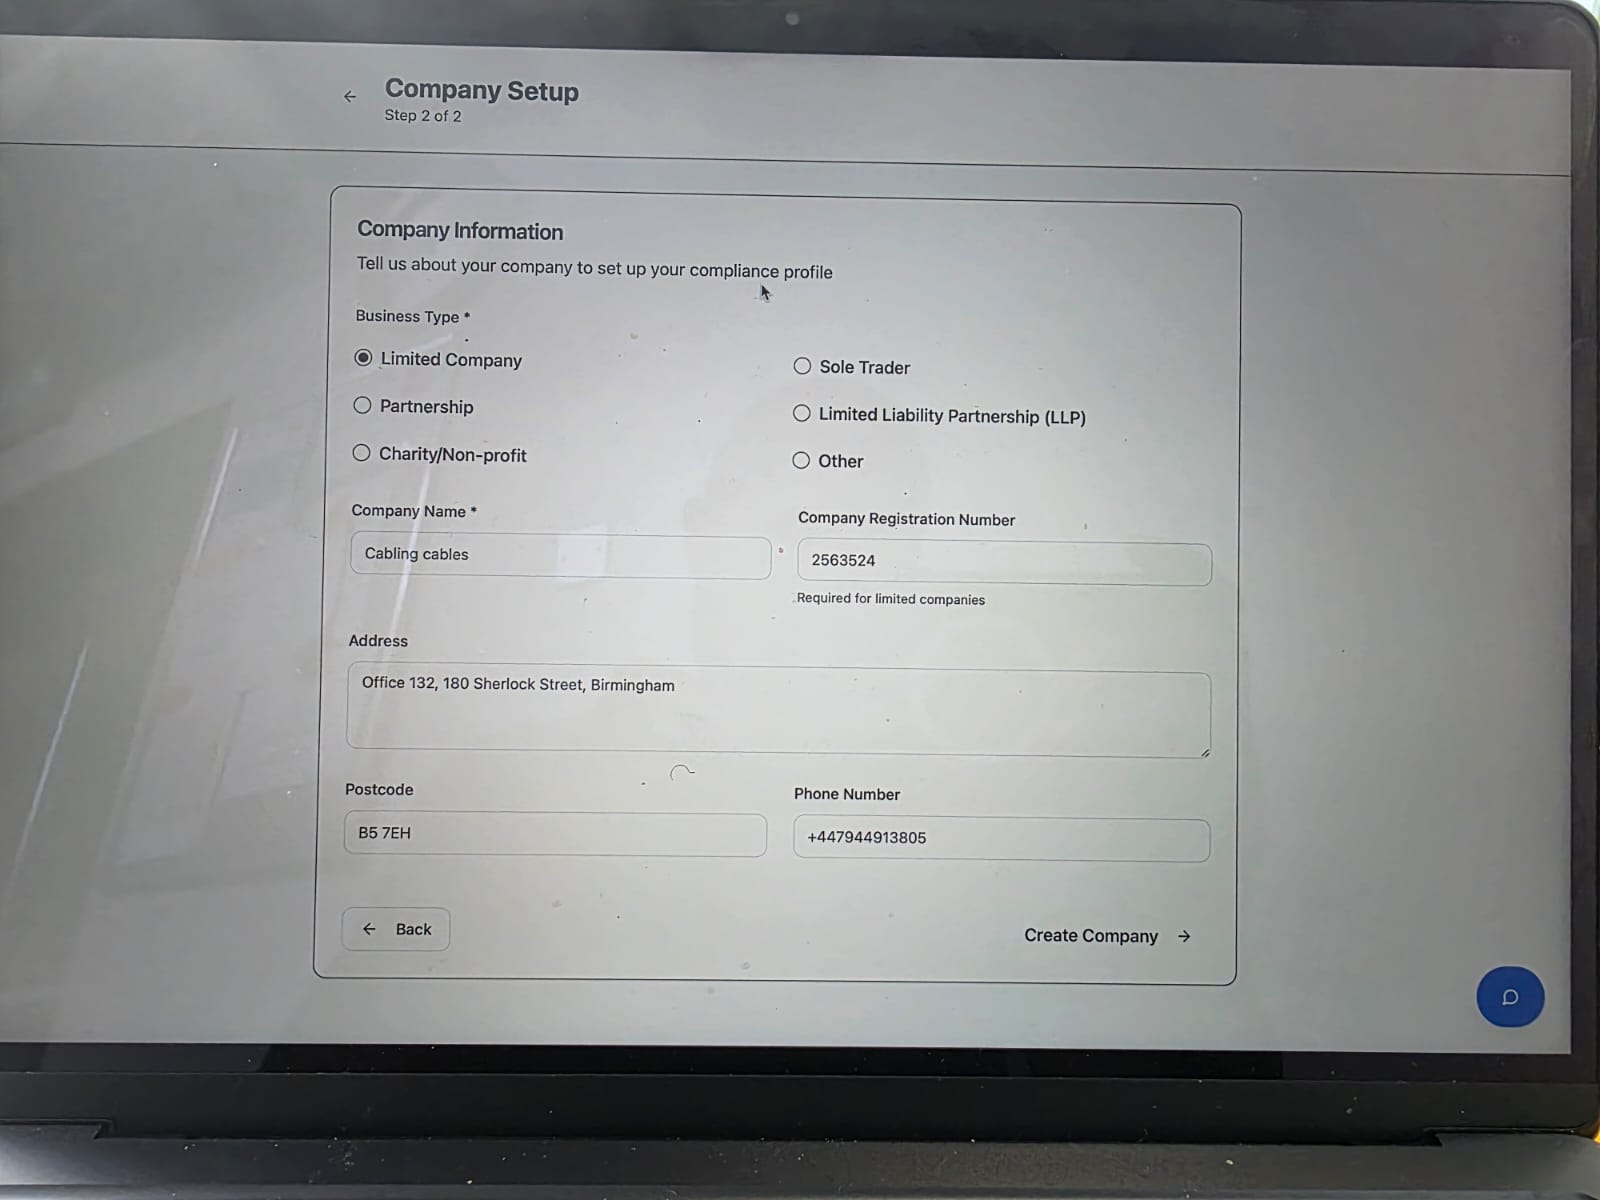 Company Setup
Step 2 of 2
Company Information
Tell us about your company to set up your compliance profile
Business Type *
Limited Company
Sole Trader
Partnership
Limited Liability Partnership (LLP)
Charity/Non-profit
Other
Company Name *
Company Registration Number
Cabling cables
2563524
Required for limited companies
Address
Office 132, 180 Sherlock Street, Birmingham
Postcode
Phone Number
B5 7EH
+447944913805
Back
Create Company